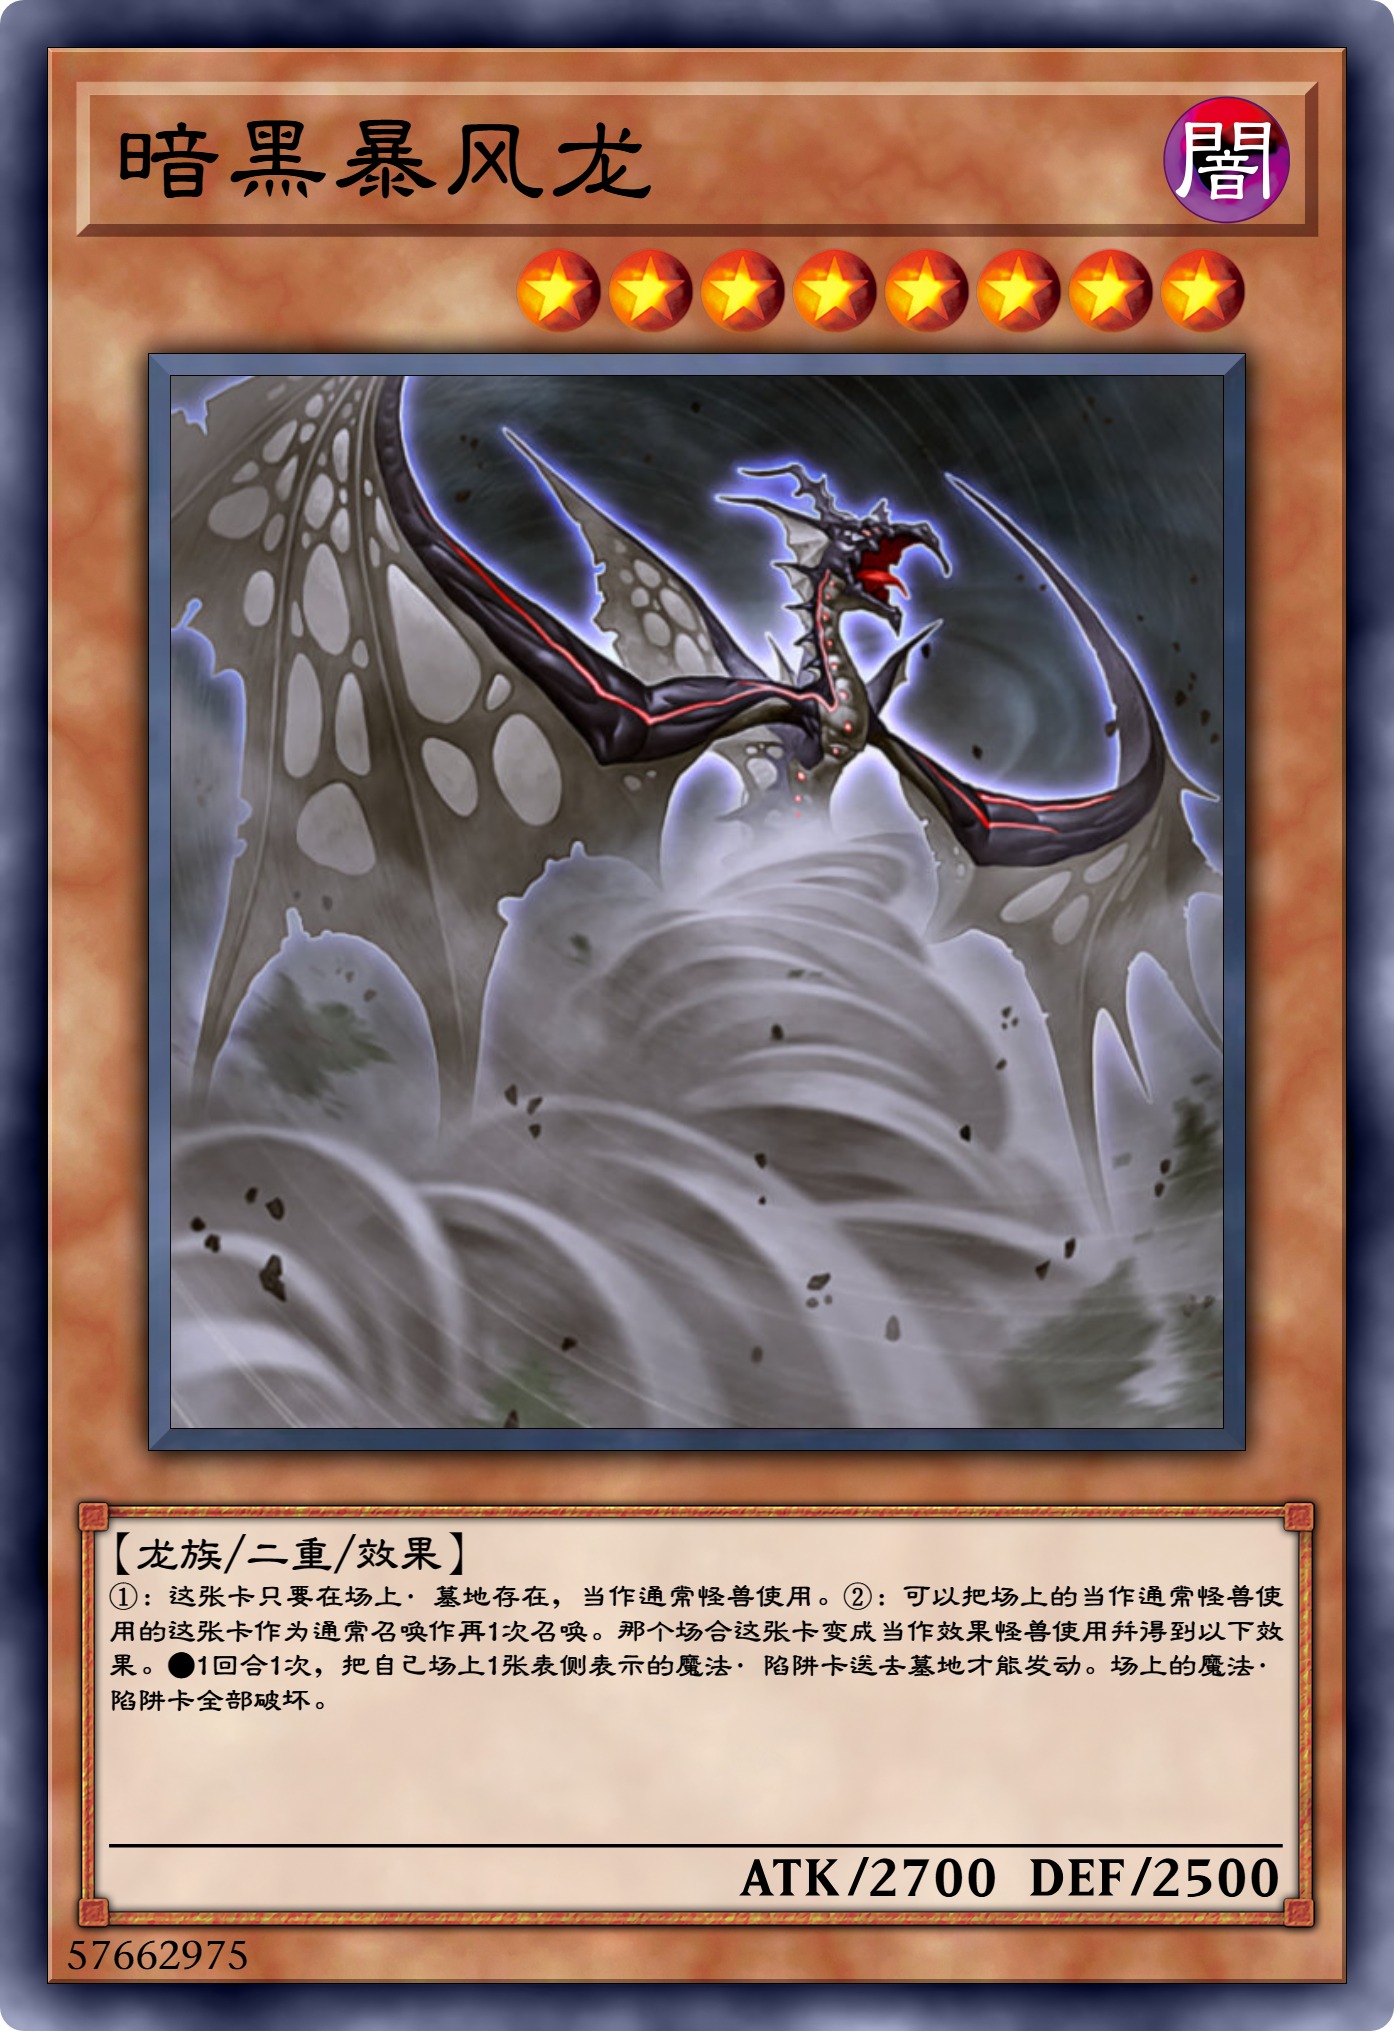 暗黑暴风龙
闇
【龙族/二重/效果】
①：这张卡只要在场上·墓地存在，当作通常怪兽使用。②：可以把场上的当作通常怪兽使
用的这张卡作为通常召唤作再1次召唤。那个场合这张卡变成当作效果怪兽使用并得到以下效
果。●1回合1次，把自己场上1张表侧表示的魔法·陷阱卡送去墓地才能发动。场上的魔法·
陷阱卡全部破坏。
ATK/2700 DEF/2500
57662975